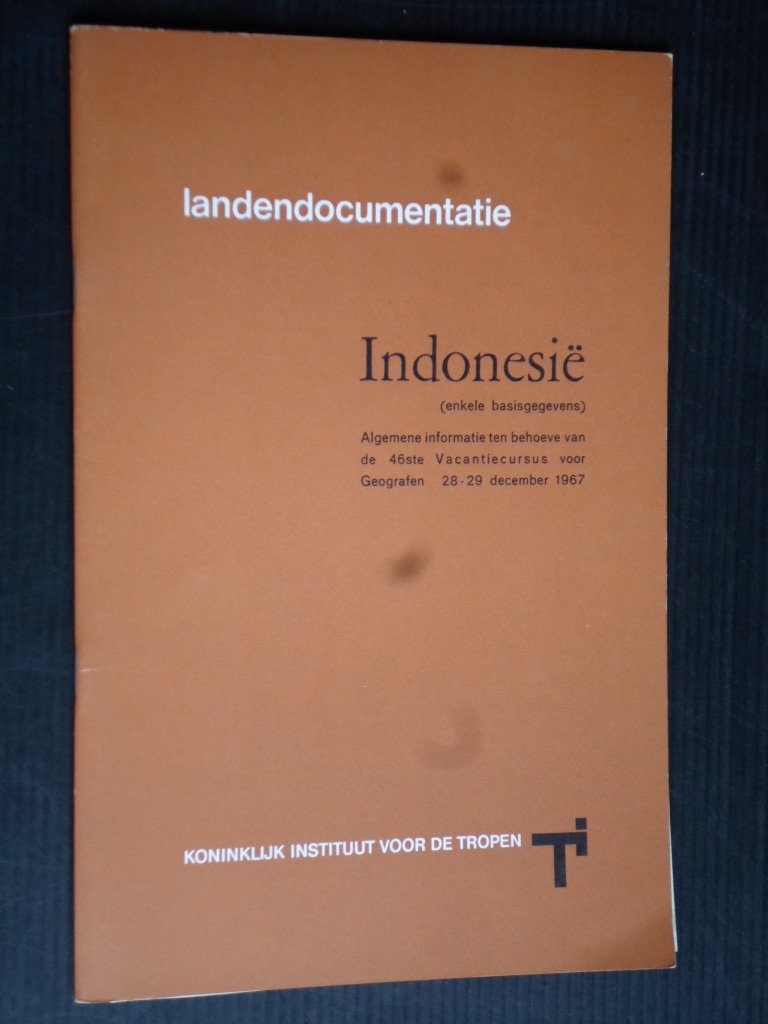 landendocumentatie
Indonesië
(enkele basisgegevens)
Algemene informatie ten behoeve van
de 46ste Vacantiecursus voor
Geografen 28-29 december 1967
KONINKLIJK INSTITUUT VOOR DE TROPEN